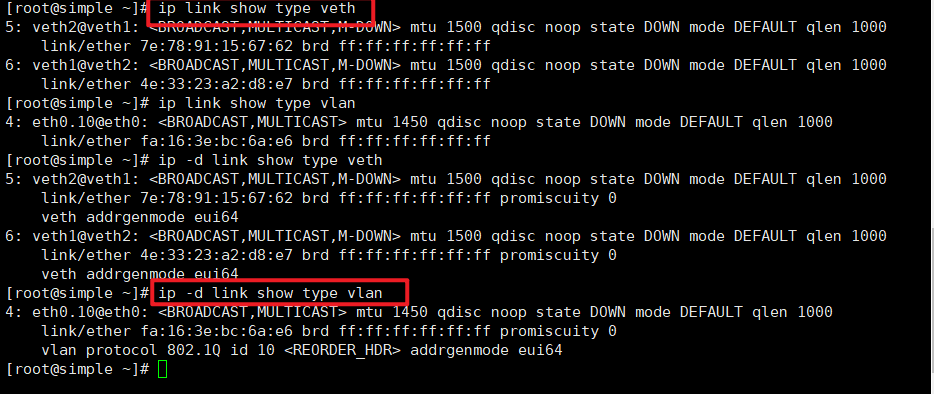 [root@simple ~]# ip link show type veth
5: veth2@veth1: <BROADCAST,MULTICAST,M-DOWN> mtu 1500 qdisc noop state DOWN mode DEFAULT qlen 1000
    link/ether 7e:78:91:15:67:62 brd ff:ff:ff:ff:ff:ff
6: veth1@veth2: <BROADCAST,MULTICAST,M-DOWN> mtu 1500 qdisc noop state DOWN mode DEFAULT qlen 1000
    link/ether 4e:33:23:a2:d8:e7 brd ff:ff:ff:ff:ff:ff
[root@simple ~]# ip link show type vlan
4: eth0.10@eth0: <BROADCAST,MULTICAST> mtu 1450 qdisc noop state DOWN mode DEFAULT qlen 1000
    link/ether fa:16:3e:bc:6a:e6 brd ff:ff:ff:ff:ff:ff
[root@simple ~]# ip -d link show type veth
5: veth2@veth1: <BROADCAST,MULTICAST,M-DOWN> mtu 1500 qdisc noop state DOWN mode DEFAULT qlen 1000
    link/ether 7e:78:91:15:67:62 brd ff:ff:ff:ff:ff:ff promiscuity 0
    veth addrgenmode eui64
6: veth1@veth2: <BROADCAST,MULTICAST,M-DOWN> mtu 1500 qdisc noop state DOWN mode DEFAULT qlen 1000
    link/ether 4e:33:23:a2:d8:e7 brd ff:ff:ff:ff:ff:ff promiscuity 0
    veth addrgenmode eui64
[root@simple ~]# ip -d link show type vlan
4: eth0.10@eth0: <BROADCAST,MULTICAST> mtu 1450 qdisc noop state DOWN mode DEFAULT qlen 1000
    link/ether fa:16:3e:bc:6a:e6 brd ff:ff:ff:ff:ff:ff promiscuity 0
    vlan protocol 802.1Q id 10 <REORDER_HDR> addrgenmode eui64
[root@simple ~]#